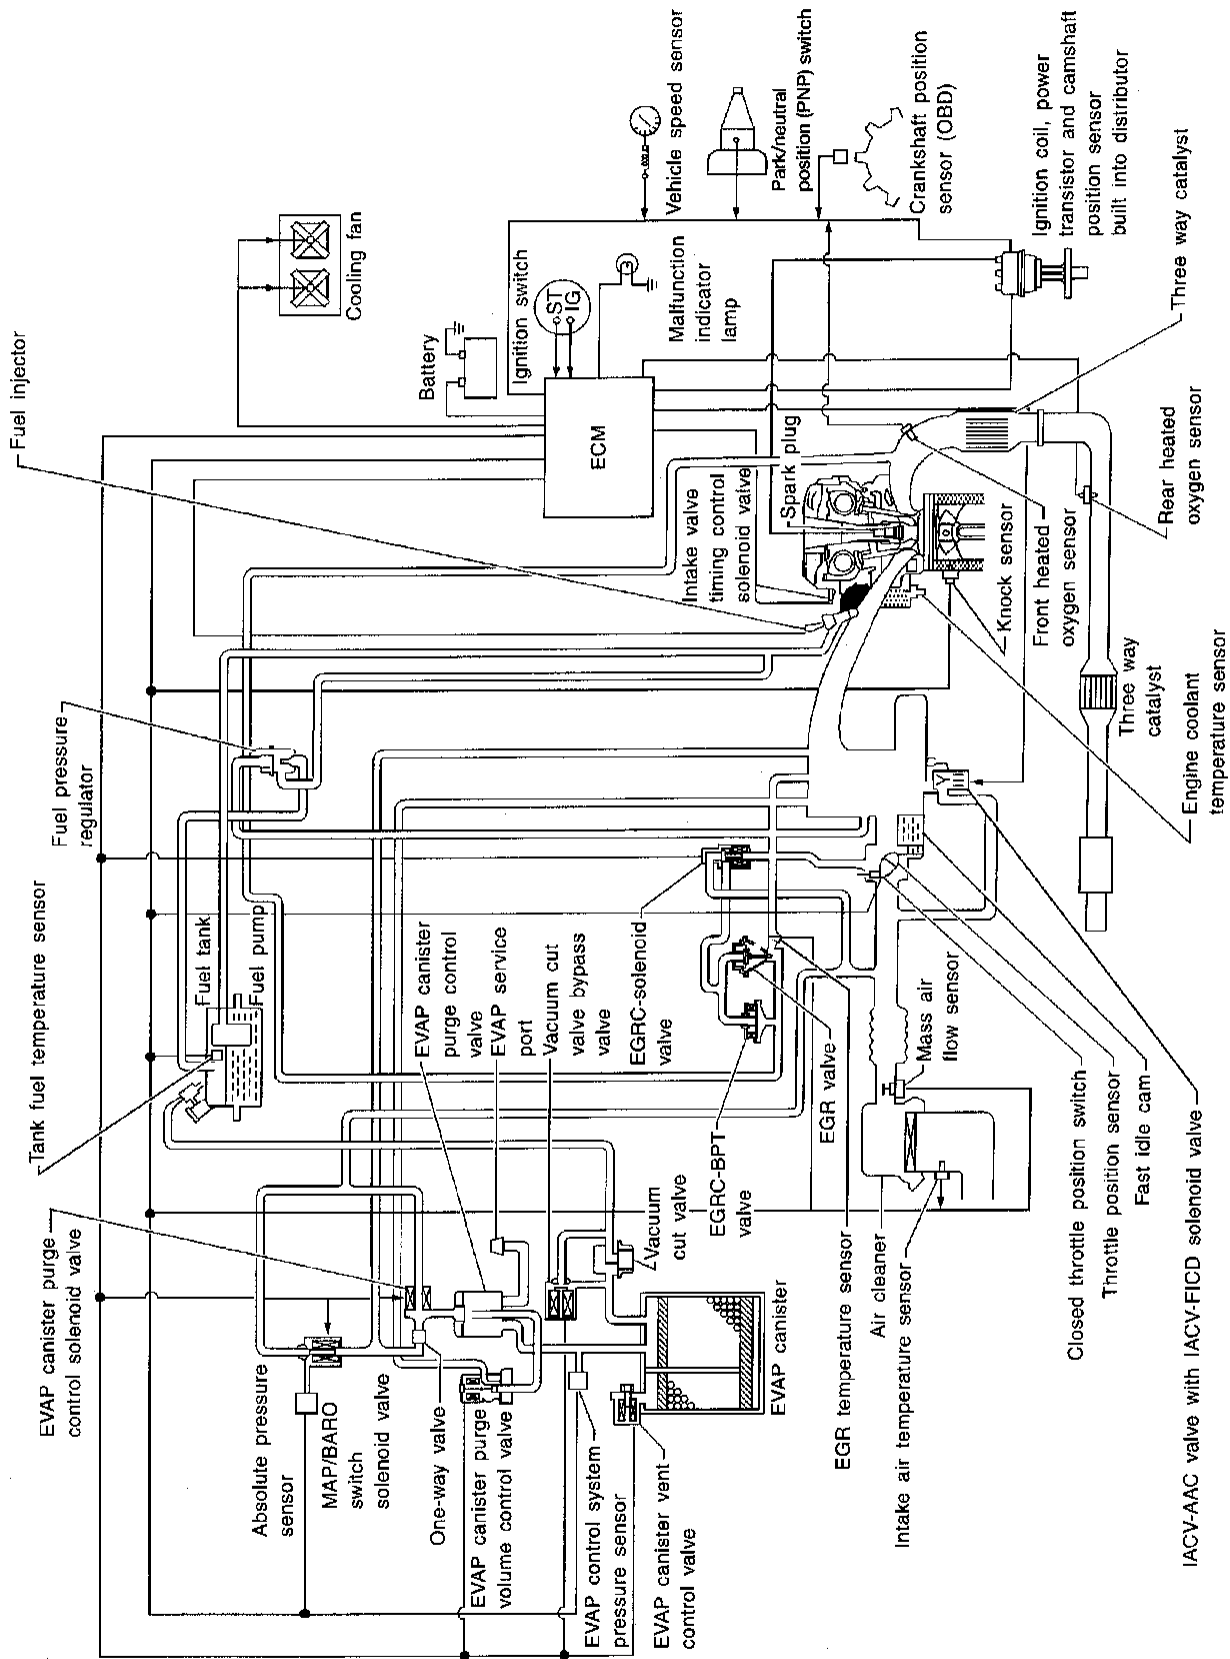 Cooling fan
Fuel injector
Battery
Ignition switch
ST
IG
ECM
Malfunction
indicator
lamp
Vehicle speed sensor
Park/neutral
position (PNP) switch
Crankshaft position
sensor (OBD)
Ignition coil, power
transistor and camshaft
position sensor
built into distributor
Three way catalyst
Rear heated
oxygen sensor
Front heated
oxygen sensor
Knock sensor
Spark plug
Intake valve
timing control
solenoid valve
Three way
catalyst
Engine coolant
temperature sensor
Fuel pressure
regulator
Tank fuel temperature sensor
Fuel tank
Fuel pump
EVAP canister
purge control
valve
EVAP service
port
Vacuum cut
valve bypass
valve
EGRC-solenoid
valve
EGR valve
EGRC-BPT
valve
Vacuum
cut valve
Mass air
flow sensor
Closed throttle position switch
Throttle position sensor
Fast idle cam
IACV-AAC valve with IACV-FICD solenoid valve
Air cleaner
Intake air temperature sensor
EGR temperature sensor
EVAP canister
EVAP canister purge
control solenoid valve
Absolute pressure
sensor
MAP/BARO
switch
solenoid valve
One-way valve
EVAP canister purge
volume control valve
EVAP control system
pressure sensor
EVAP canister vent
control valve